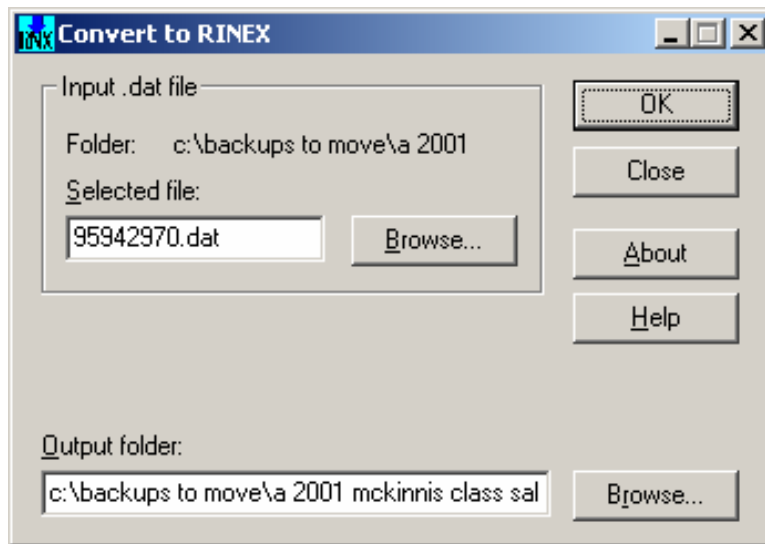 Convert to RINEX
Input .dat file
Folder: c:\backups to move\a 2001
Selected file:
95942970.dat
Browse...
OK
Close
About
Help
Output folder:
c:\backups to move\a 2001 mckinnis class sal
Browse...